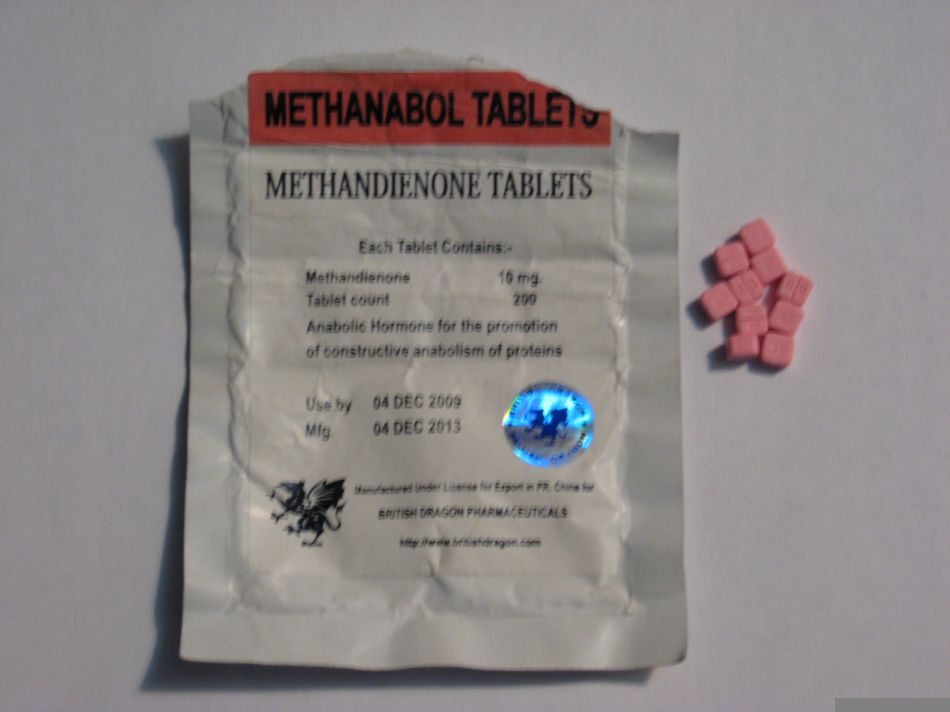 METHANABOL TABLETS
METHANDIENONE TABLETS
Each Tablet Contains:-
Methandienone 10 mg.
Tablet count 200
Anabolic Hormone for the promotion
of constructive anabolism of proteins
Use by 04 DEC 2009
Mfg. 04 DEC 2013
Manufactured Under License for Export in PR. China for
BRITISH DRAGON PHARMACEUTICALS
http://www.britishdragon.com